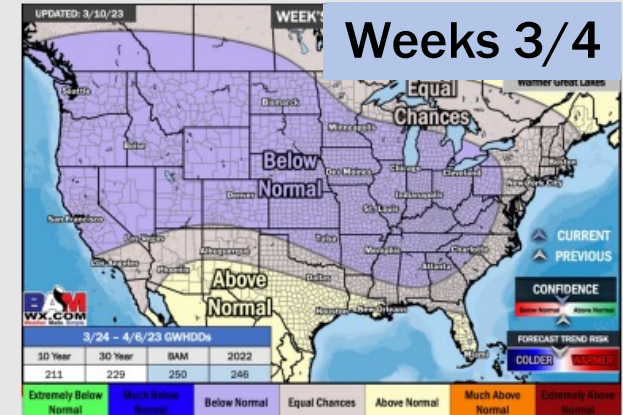 UPDATED: 3/10/23
WEEK'S
Weeks 3/4
Warmer Great Lakes
Equal
Chances
Seattle
Bismarck
Minneapolis
Boise
Boston
Below
Normal
Chicago
Cleveland
New York City
Des Moines
Indianapolis
Denver
St. Louis
San Francisco
Las Vegas
Tulsa
Memphis
Charlotte
CURRENT
Albuquerque
PREVIOUS
Los Angeles
Phoenix
Atlanta
Above
Normal
Dallas
CONFIDENCE
Below Normal Above Normal
Houston
New Orleans
BAM
WX.COM
Weather Made Simple
3/24 – 4/6/23 GWHDDs
10 Year 30 Year BAM 2022
211 229 250 246
Miami
FORECAST TREND RISK
COLDER WARMER
Extremely Below Normal
Much Below Normal
Below Normal
Equal Chances
Above Normal
Much Above Normal
Extremely Above Normal